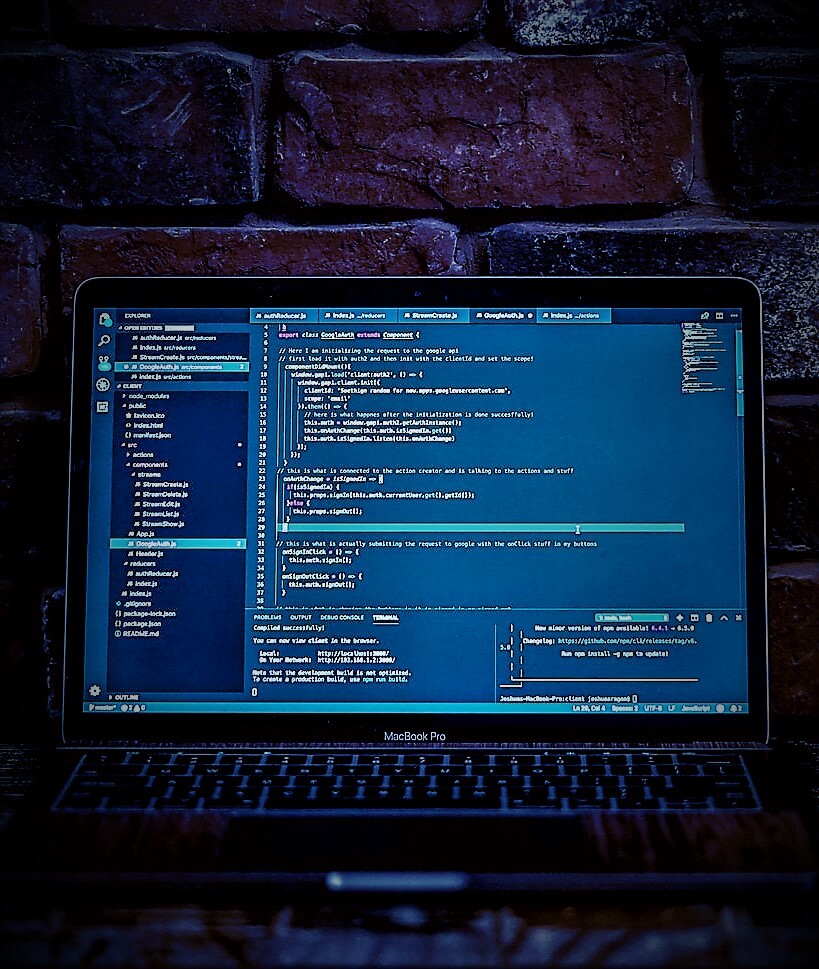 EXPLORER
OPEN EDITORS
authReducer.js src/reducers
index.js src/reducers
StreamCreate.js src/components/strea...
GoogleAuth.js src/components 2
index.js src/actions
CLIENT
node_modules
public
favicon.ico
index.html
manifest.json
src
actions
components
streams
StreamCreate.js
StreamDelete.js
StreamEdit.js
StreamList.js
StreamShow.js
App.js
GoogleAuth.js 2
Header.js
reducers
authReducer.js
index.js
index.js
.gitignore
package-lock.json
package.json
README.md
OUTLINE
authReducer.js index.js .../reducers StreamCreate.js GoogleAuth.js index.js .../actions
4
5 export class GoogleAuth extends Component {
6
7 // Here I am initializing the request to the google api
8 // first load it with auth2 and then init with the clientId and set the scope!
9 componentDidMount(){
10 window.gapi.load('client:auth2', () => {
11 window.gapi.client.init({
12 clientId: 'Soethign random for now.apps.googleusercontent.com',
13 scope: 'email'
14 }).then(() => {
15 // here is what happnes after the initialization is done succesffully!
16 this.auth = window.gapi.auth2.getAuthInstance();
17 this.onAuthChange(this.auth.isSignedIn.get())
18 this.auth.isSignedIn.listen(this.onAuthChange)
19 });
20 });
21 }
22 // this is what is connected to the action creator and is talking to the actions and stuff
23 onAuthChange = isSignedIn => {
24 if(isSignedIn) {
25 this.props.signIn(this.auth.currentUser.get().getId());
26 }else {
27 this.props.signOut();
28 }
29 }
30
31 // this is what is actually submitting the request to google with the onClick stuff in my buttons
32 onSignInClick = () => {
33 this.auth.signIn();
34 }
35 onSignOutClick = () => {
36 this.auth.signOut();
37 }
38
PROBLEMS OUTPUT DEBUG CONSOLE TERMINAL
1: node, bash
Compiled successfully!
You can now view client in the browser.
Local: http://localhost:3000/
On Your Network: http://192.168.1.2:3000/
Note that the development build is not optimized.
To create a production build, use npm run build.
New minor version of npm available! 6.4.1 → 6.5.0
Changelog: https://github.com/npm/cli/releases/tag/v6.
5.0
Run npm install -g npm to update!
Joshuas-MacBook-Pro:client joshuaaragon$
master* 2 0 Ln 29, Col 4 Spaces: 2 UTF-8 LF JavaScript 2
MacBook Pro